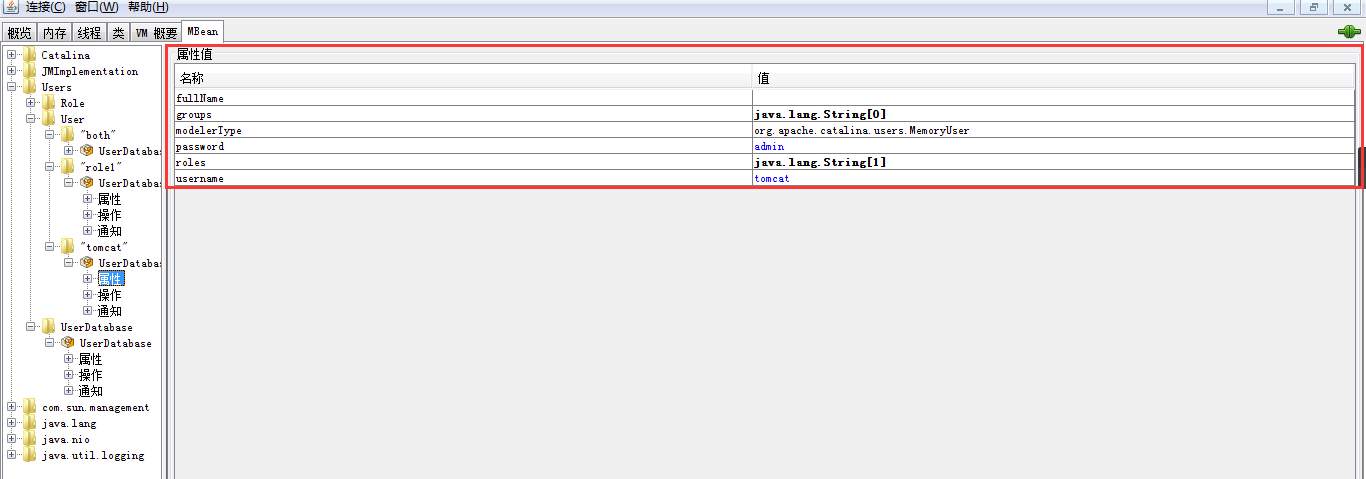 连接(C) 窗口(W) 帮助(H)
概览 内存 线程 类 VM 概要 MBean
Catalina
JMImplementation
Users
Role
User
"both"
UserDatabas
"role1"
UserDatabas
属性
操作
通知
"tomcat"
UserDatabas
属性
操作
通知
UserDatabase
UserDatabase
属性
操作
通知
com.sun.management
java.lang
java.nio
java.util.logging
属性值
名称 值
fullName
groups java.lang.String[0]
modelerType org.apache.catalina.users.MemoryUser
password admin
roles java.lang.String[1]
username tomcat